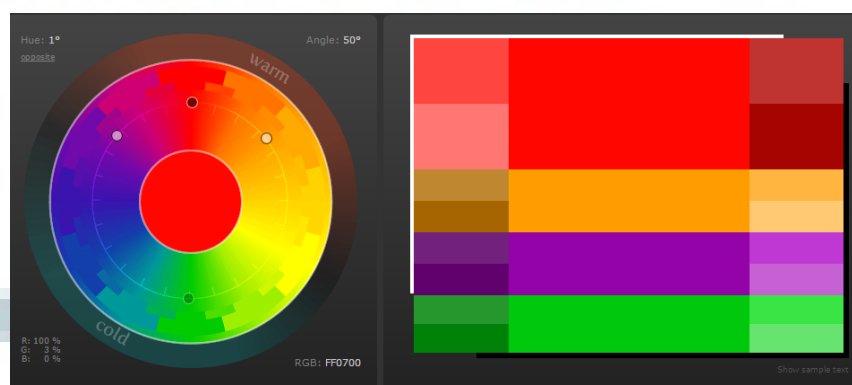 Hue: 1°
Angle: 50°
opposite
warm
cold
R: 100 %
G: 3 %
B: 0 %
RGB: FF0700
Show sample text